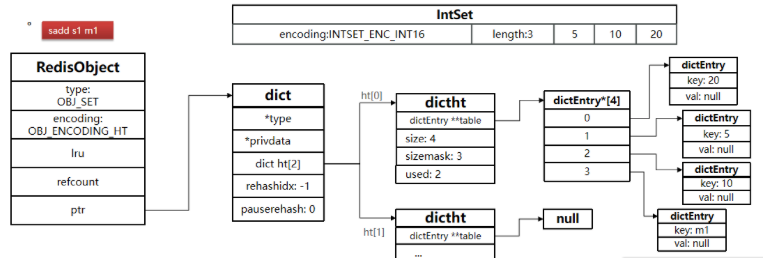 sadd s1 m1
IntSet
encoding:INTSET_ENC_INT16
length:3
5
10
20
RedisObject
type:
OBJ_SET
encoding:
OBJ_ENCODING_HT
lru
refcount
ptr
dict
*type
*privdata
dict ht[2]
rehashidx: -1
pauserehash: 0
ht[0]
dictht
dictEntry **table
size: 4
sizemask: 3
used: 2
ht[1]
dictht
dictEntry **table
...
dictEntry*[4]
0
1
2
3
null
dictEntry
key: 20
val: null
dictEntry
key: 5
val: null
dictEntry
key: 10
val: null
dictEntry
key: m1
val: null